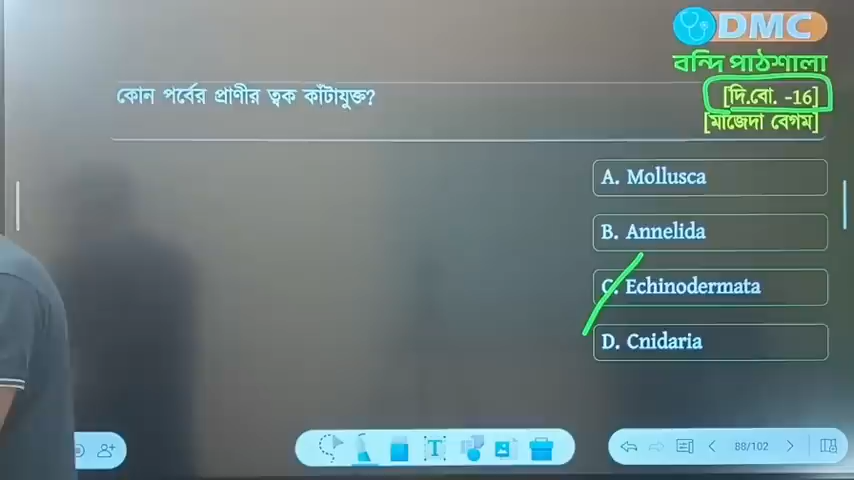 DMC
বন্দি পাঠশালা
কোন পর্বের প্রাণীর ত্বক কাঁটাযুক্ত?
[দি.বো. -16]
[মাজেদা বেগম]
A. Mollusca
B. Annelida
C. Echinodermata
D. Cnidaria
T
88/102